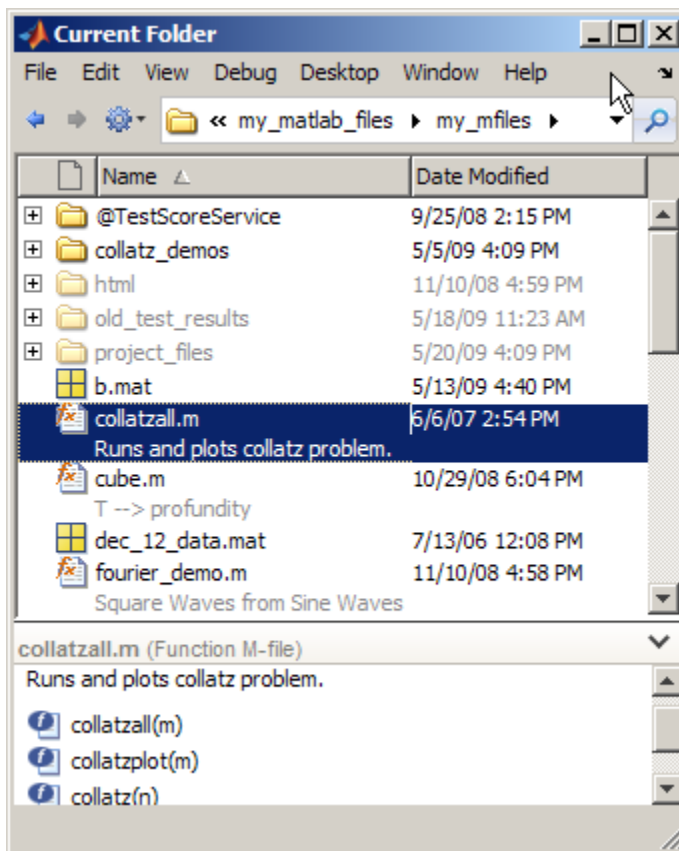 Current Folder
File Edit View Debug Desktop Window Help
« my_matlab_files ▸ my_mfiles ▸
Name Date Modified
@TestScoreService 9/25/08 2:15 PM
collatz_demos 5/5/09 4:09 PM
html 11/10/08 4:59 PM
old_test_results 5/18/09 11:23 AM
project_files 5/20/09 4:09 PM
b.mat 5/13/09 4:40 PM
collatzall.m 6/6/07 2:54 PM
Runs and plots collatz problem.
cube.m 10/29/08 6:04 PM
T --> profundity
dec_12_data.mat 7/13/06 12:08 PM
fourier_demo.m 11/10/08 4:58 PM
Square Waves from Sine Waves
collatzall.m (Function M-file)
Runs and plots collatz problem.
collatzall(m)
collatzplot(m)
collatz(n)